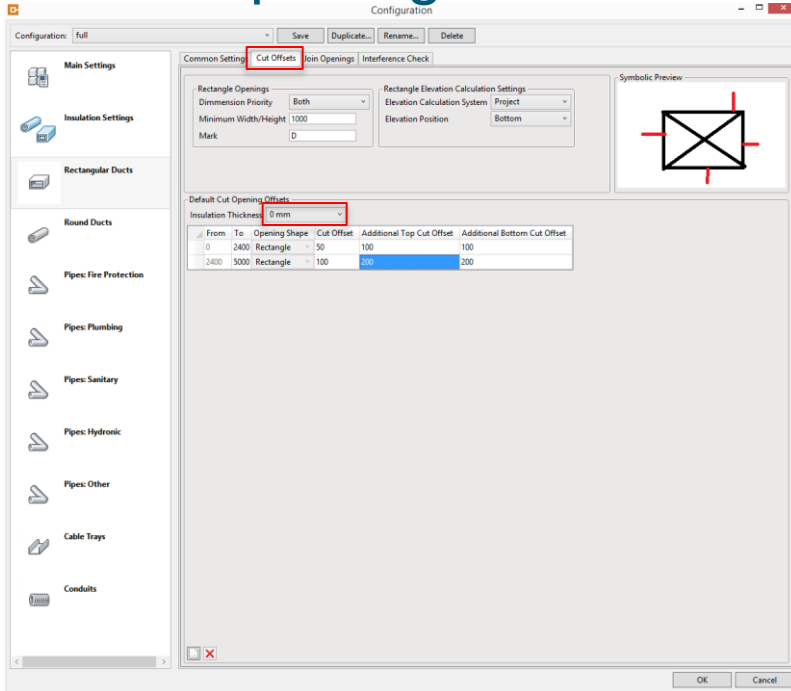 Configuration
Configuration: full Save Duplicate... Rename... Delete
Main Settings
Insulation Settings
Rectangular Ducts
Round Ducts
Pipes: Fire Protection
Pipes: Plumbing
Pipes: Sanitary
Pipes: Hydronic
Pipes: Other
Cable Trays
Conduits
Common Settings Cut Offsets Join Openings Interference Check
Rectangle Openings
Dimmension Priority Both
Minimum Width/Height 1000
Mark D
Rectangle Elevation Calculation Settings
Elevation Calculation System Project
Elevation Position Bottom
Symbolic Preview
Default Cut Opening Offsets
Insulation Thickness 0 mm
From To Opening Shape Cut Offset Additional Top Cut Offset Additional Bottom Cut Offset
0 2400 Rectangle 50 100 100
2400 5000 Rectangle 100 200 200
OK Cancel